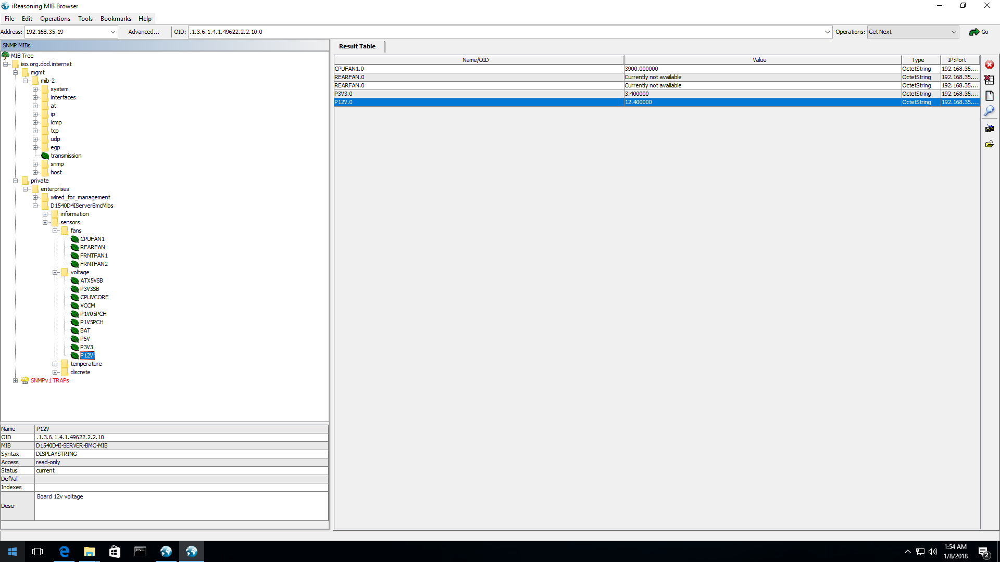 iReasoning MIB Browser
File Edit Operations Tools Bookmarks Help
Address: 192.168.35.19 Advanced... OID: .1.3.6.1.4.1.49622.2.2.10.0 Operations: Get Next Go
SNMP MIBs
MIB Tree
iso.org.dod.internet
mgmt
mib-2
system
interfaces
at
ip
icmp
tcp
udp
egp
transmission
snmp
host
private
enterprises
wired_for_management
D1540D4IServerBmcMibs
information
sensors
fans
CPUFAN1
REARFAN
FRNTFAN1
FRNTFAN2
voltage
ATX5VSB
P3V3SB
CPUVCORE
VCCM
P1V05PCH
P1V5PCH
BAT
P5V
P3V3
P12V
temperature
discrete
SNMPv1 TRAPs
Name P12V
OID .1.3.6.1.4.1.49622.2.2.10
MIB D1540D4I-SERVER-BMC-MIB
Syntax DISPLAYSTRING
Access read-only
Status current
DefVal
Indexes
Descr Board 12v voltage
Result Table
Name/OID Value Type IP:Port
CPUFAN1.0 3900.000000 OctetString 192.168.35....
REARFAN.0 Currently not available OctetString 192.168.35....
REARFAN.0 Currently not available OctetString 192.168.35....
P3V3.0 3.400000 OctetString 192.168.35....
P12V.0 12.400000 OctetString 192.168.35....
1:54 AM
1/8/2018
2